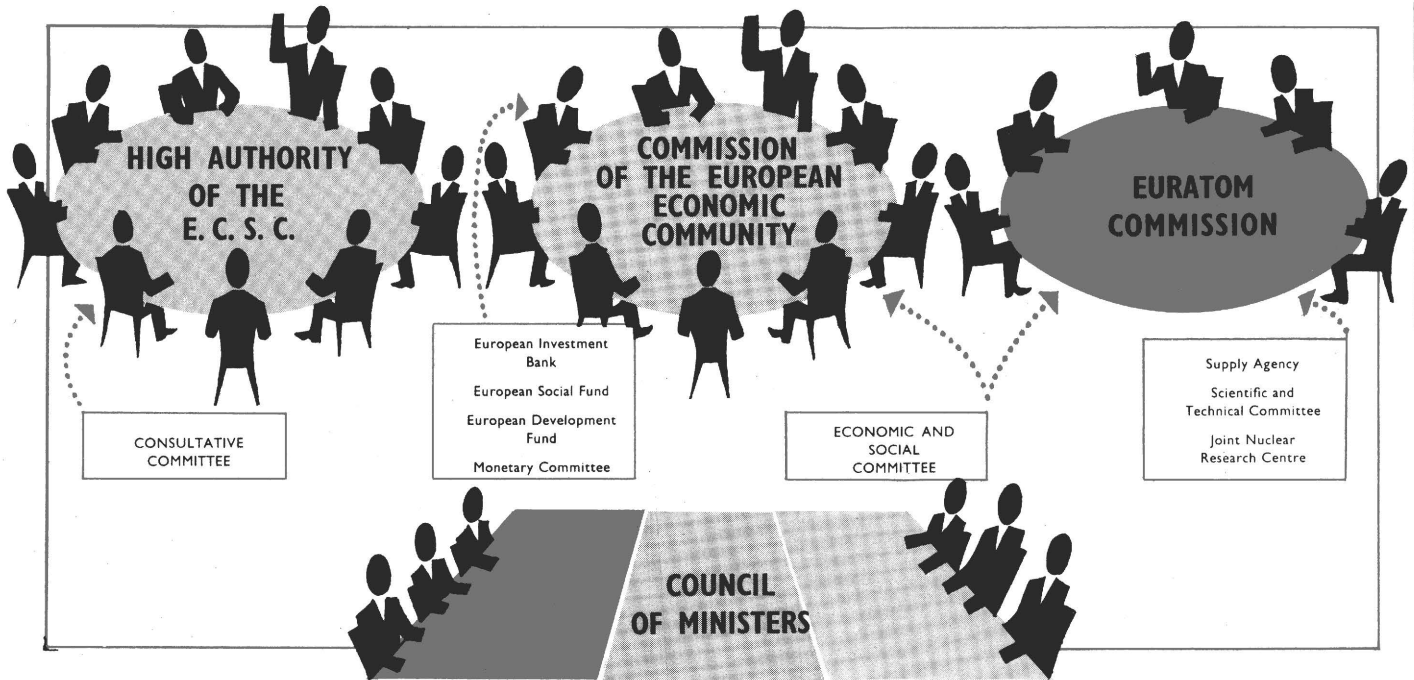 HIGH AUTHORITY
OF THE
E. C. S. C.
COMMISSION
OF THE EUROPEAN
ECONOMIC
COMMUNITY
EURATOM
COMMISSION
CONSULTATIVE
COMMITTEE
European Investment
Bank
European Social Fund
European Development
Fund
Monetary Committee
ECONOMIC AND
SOCIAL
COMMITTEE
Supply Agency
Scientific and
Technical Committee
Joint Nuclear
Research Centre
COUNCIL
OF MINISTERS